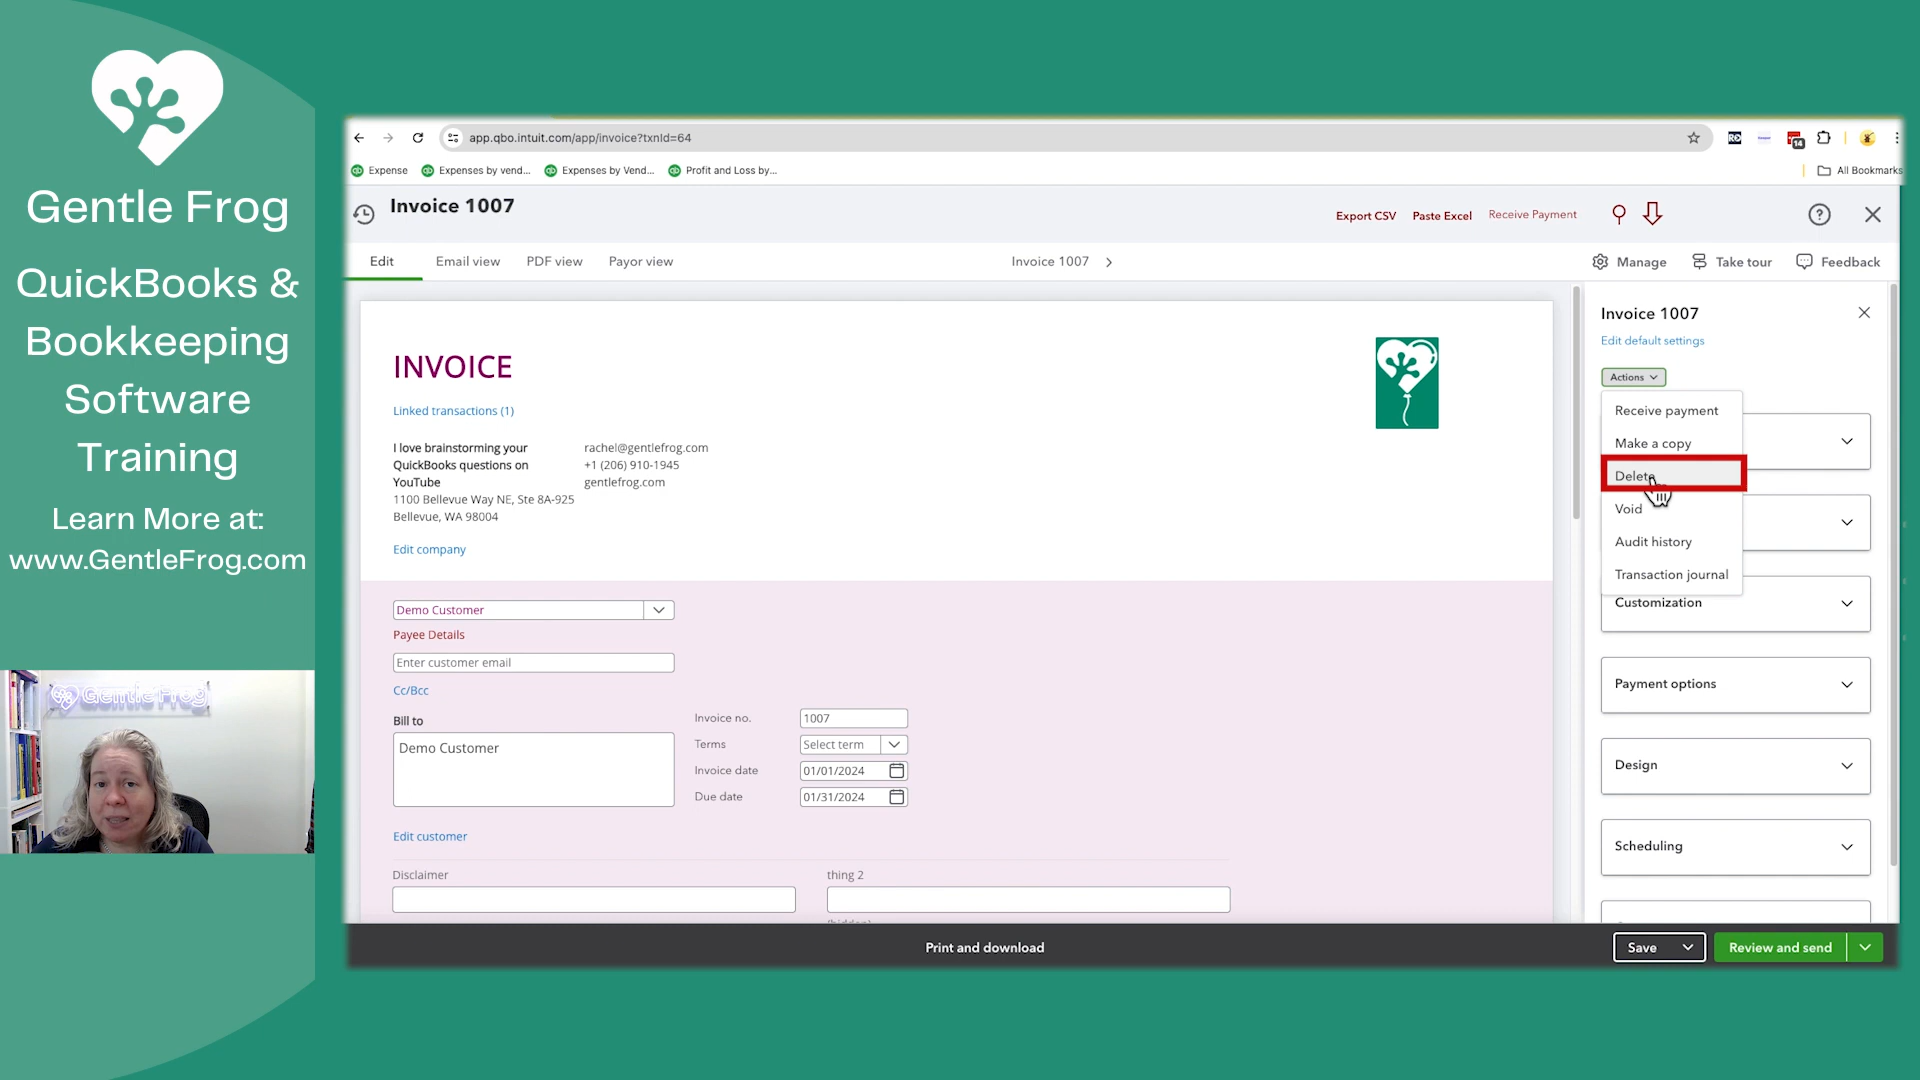 Gentle Frog
QuickBooks &
Bookkeeping
Software
Training
Learn More at:
www.GentleFrog.com
Gentle Frog
app.qbo.intuit.com/app/invoice?txnId=64
14
Expense
Expenses by vend...
Expenses by Vend...
Profit and Loss by...
All Bookmarks
Invoice 1007
Export CSV
Paste Excel
Receive Payment
Edit
Email view
PDF view
Payor view
Invoice 1007
Manage
Take tour
Feedback
INVOICE
Linked transactions (1)
I love brainstorming your
QuickBooks questions on
YouTube
1100 Bellevue Way NE, Ste 8A-925
Bellevue, WA 98004
rachel@gentlefrog.com
+1 (206) 910-1945
gentlefrog.com
Edit company
Demo Customer
Payee Details
Enter customer email
Cc/Bcc
Bill to
Demo Customer
Edit customer
Invoice no.
1007
Terms
Select term
Invoice date
01/01/2024
Due date
01/31/2024
Disclaimer
thing 2
Invoice 1007
Edit default settings
Actions
Receive payment
Make a copy
Delete
Void
Audit history
Transaction journal
Customization
Payment options
Design
Scheduling
Print and download
Save
Review and send